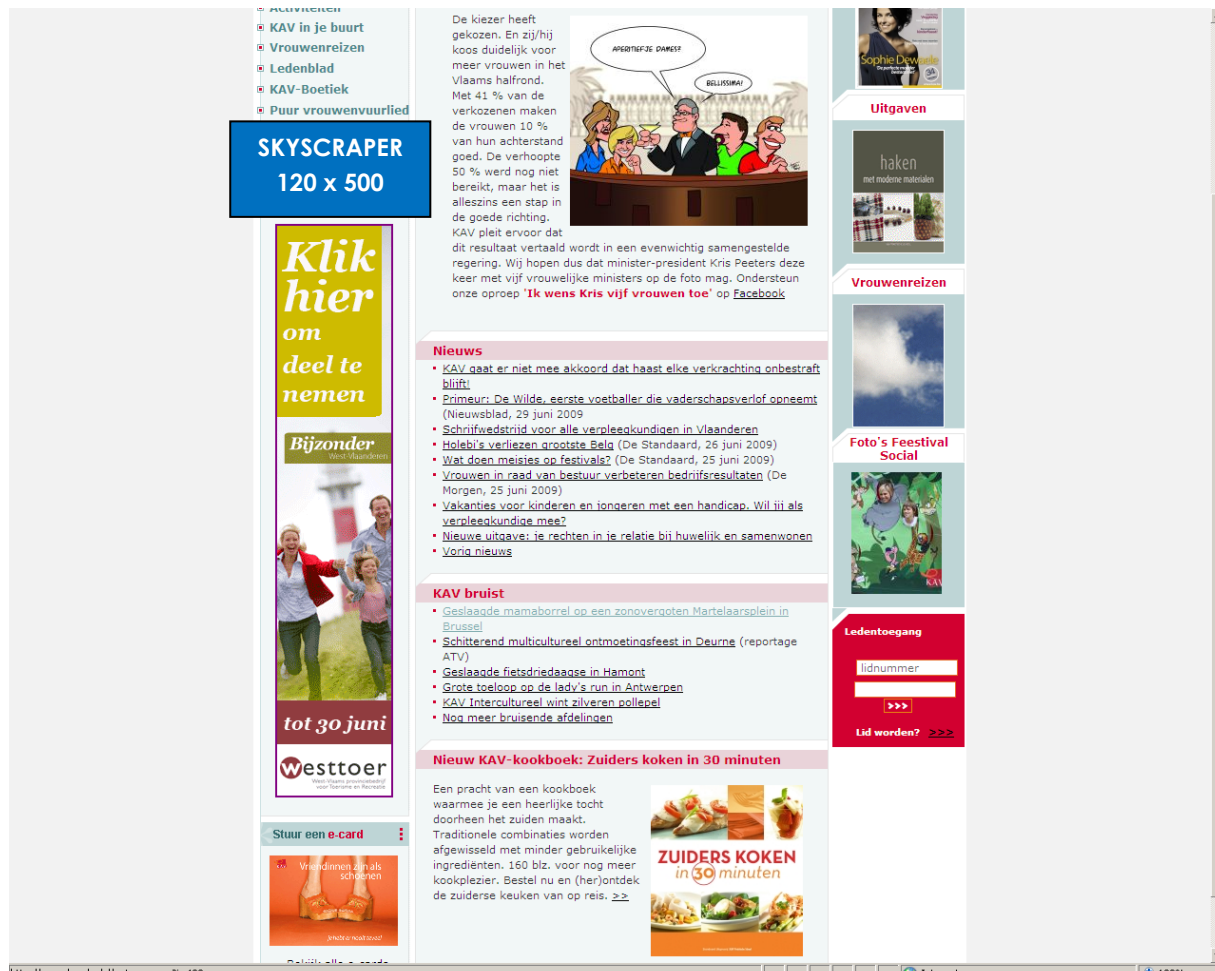 Activiteiten
KAV in je buurt
Vrouwenreizen
Ledenblad
KAV-Boetiek
Puur vrouwenvuurlied
SKYSCRAPER
120 x 500
Klik
hier
om
deel te
nemen
Bijzonder
West-Vlaanderen
tot 30 juni
Westtoer
West-Vlaams provinciebedrijf
voor Toerisme en Recreatie
Stuur een e-card
Vriendinnen zijn als
schoenen
je hebt er nooit teveel!
Bekijk alle e-cards
De kiezer heeft
gekozen. En zij/hij
koos duidelijk voor
meer vrouwen in het
Vlaams halfrond.
Met 41 % van de
verkozenen maken
de vrouwen 10 %
van hun achterstand
goed. De verhoopte
50 % werd nog niet
bereikt, maar het is
alleszins een stap in
de goede richting.
KAV pleit ervoor dat
dit resultaat vertaald wordt in een evenwichtig samengestelde
regering. Wij hopen dus dat minister-president Kris Peeters deze
keer met vijf vrouwelijke ministers op de foto mag. Ondersteun
onze oproep 'Ik wens Kris vijf vrouwen toe' op Facebook
APERITIEFJE DAMES?
BELLISSIMA!
Nieuws
KAV gaat er niet mee akkoord dat haast elke verkrachting onbestraft
blijft!
Primeur: De Wilde, eerste voetballer die vaderschapsverlof opneemt
(Nieuwsblad, 29 juni 2009
Schrijfwedstrijd voor alle verpleegkundigen in Vlaanderen
Holebi's verliezen grootste Belg (De Standaard, 26 juni 2009)
Wat doen meisjes op festivals? (De Standaard, 25 juni 2009)
Vrouwen in raad van bestuur verbeteren bedrijfsresultaten (De
Morgen, 25 juni 2009)
Vakanties voor kinderen en jongeren met een handicap. Wil jij als
verpleegkundige mee?
Nieuwe uitgave: je rechten in je relatie bij huwelijk en samenwonen
Vorig nieuws
KAV bruist
Geslaagde mamaborrel op een zonovergoten Martelaarsplein in
Brussel
Schitterend multicultureel ontmoetingsfeest in Deurne (reportage
ATV)
Geslaagde fietsdriedaagse in Hamont
Grote toeloop op de lady's run in Antwerpen
KAV Intercultureel wint zilveren pollepel
Nog meer bruisende afdelingen
Nieuw KAV-kookboek: Zuiders koken in 30 minuten
Een pracht van een kookboek
waarmee je een heerlijke tocht
doorheen het zuiden maakt.
Traditionele combinaties worden
afgewisseld met minder gebruikelijke
ingrediënten. 160 blz. voor nog meer
kookplezier. Bestel nu en (her)ontdek
de zuiderse keuken van op reis. >>
ZUIDERS KOKEN
in 30 minuten
Sophie Dewaele
Uitgaven
haken
met moderne materialen
Vrouwenreizen
Foto's Feestival
Social
KAV
Ledentoegang
lidnummer
>>>
Lid worden? >>>